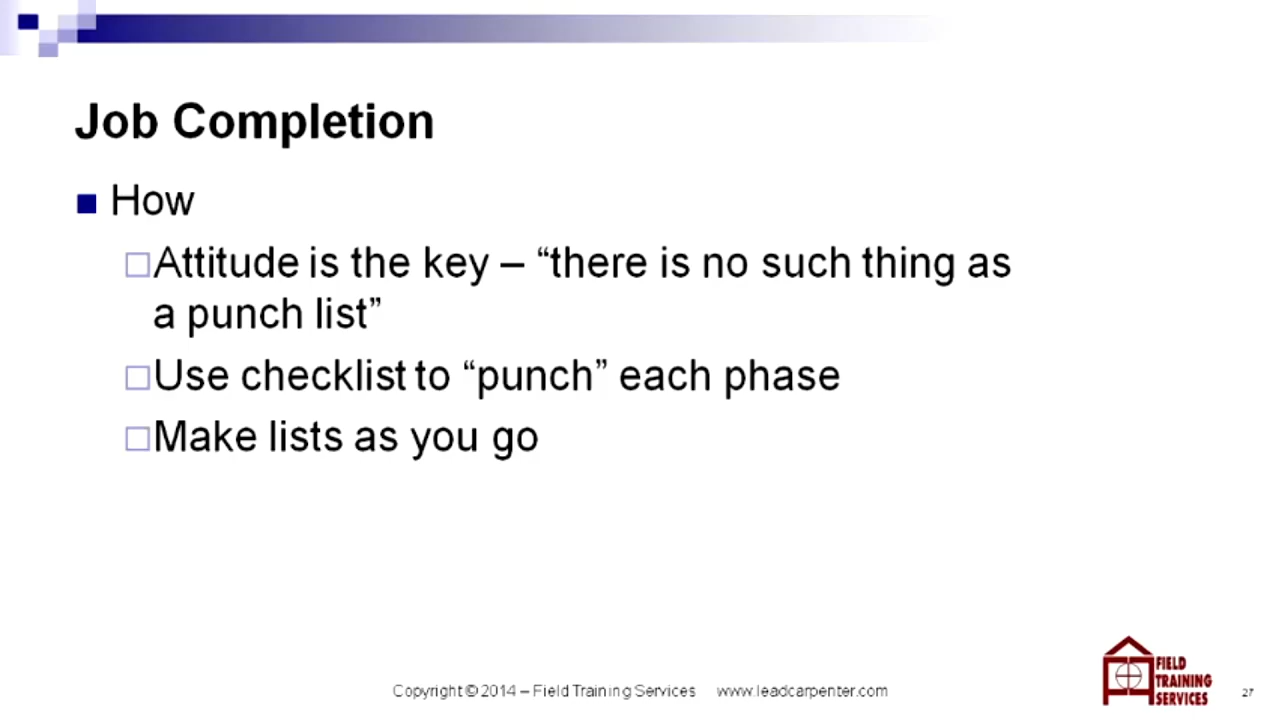 Job Completion
How
Attitude is the key – “there is no such thing as
a punch list”
Use checklist to “punch” each phase
Make lists as you go
Copyright © 2014 – Field Training Services www.leadcarpenter.com
FIELD
TRAINING
SERVICES
27